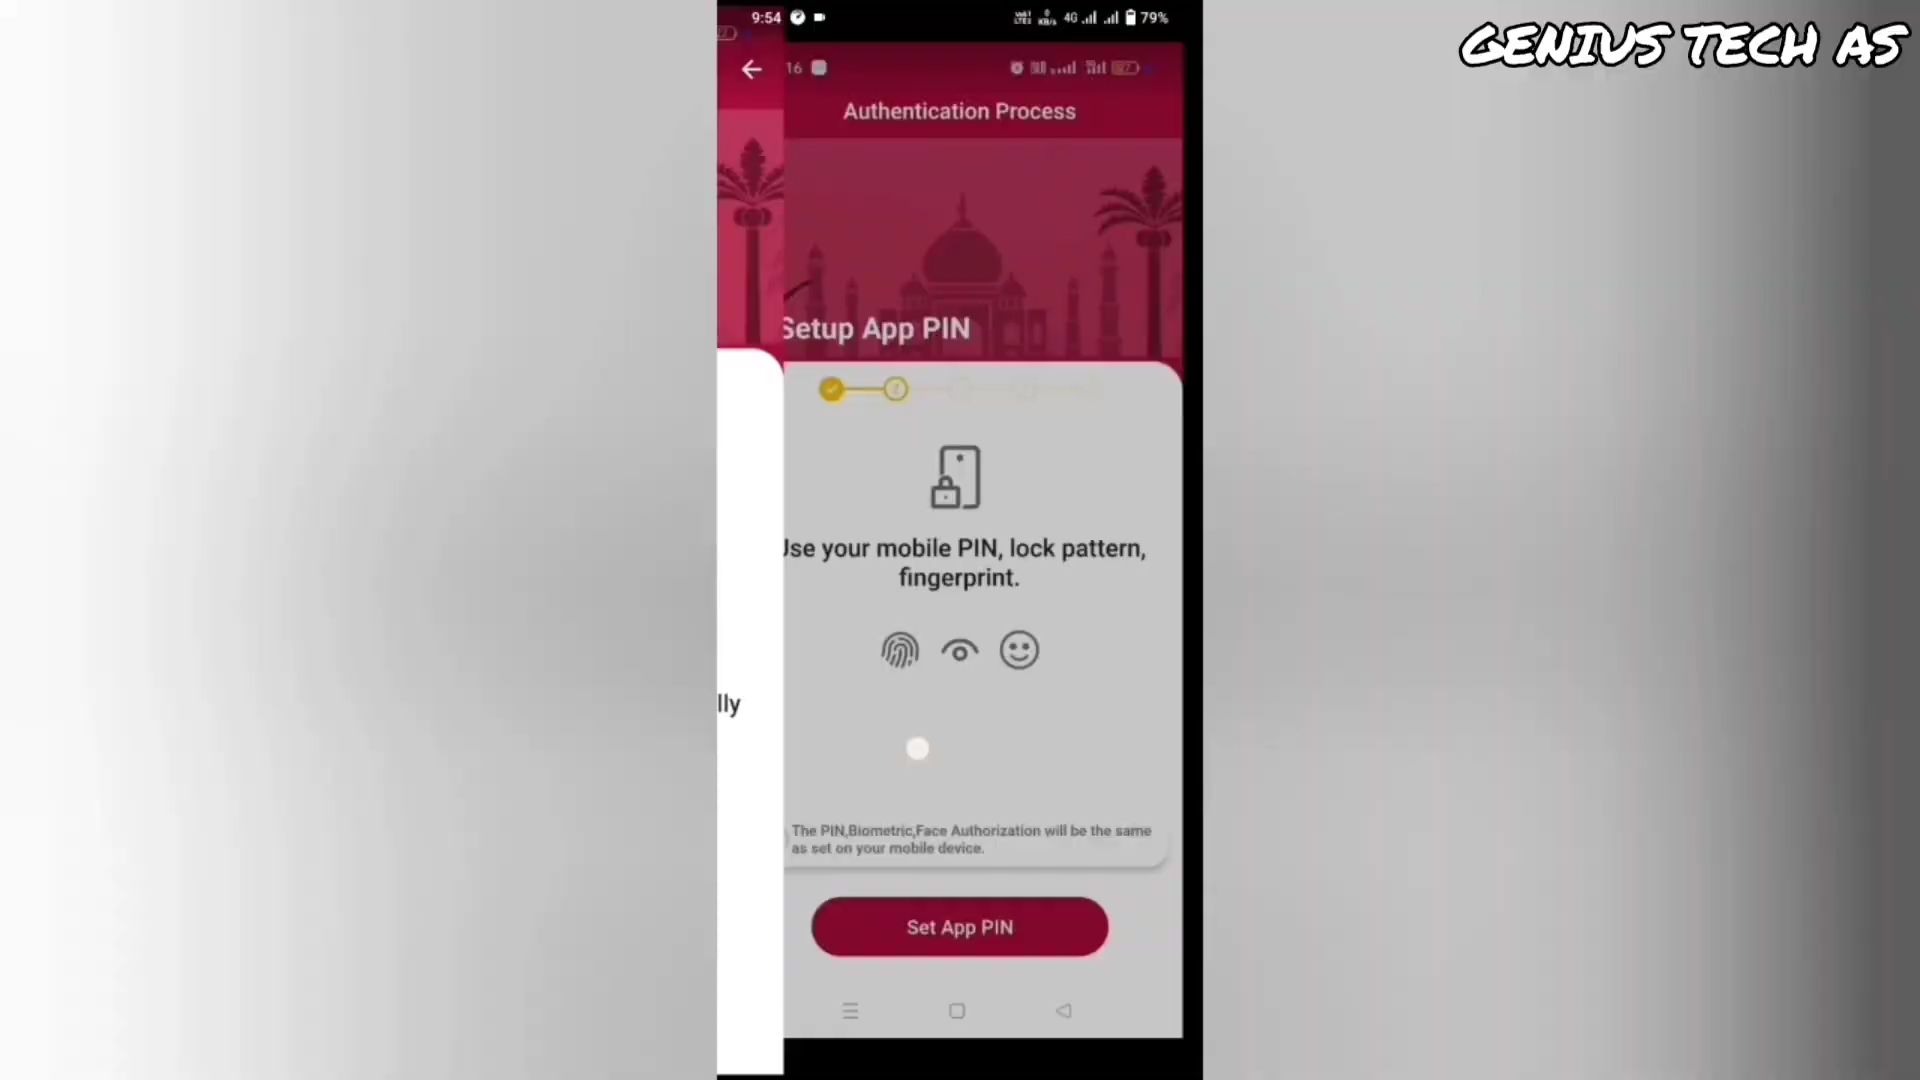 GENIUS TECH AS
9:54
4G
79%
16
Authentication Process
Setup App PIN
Use your mobile PIN, lock pattern,
fingerprint.
lly
The PIN,Biometric,Face Authorization will be the same
as set on your mobile device.
Set App PIN